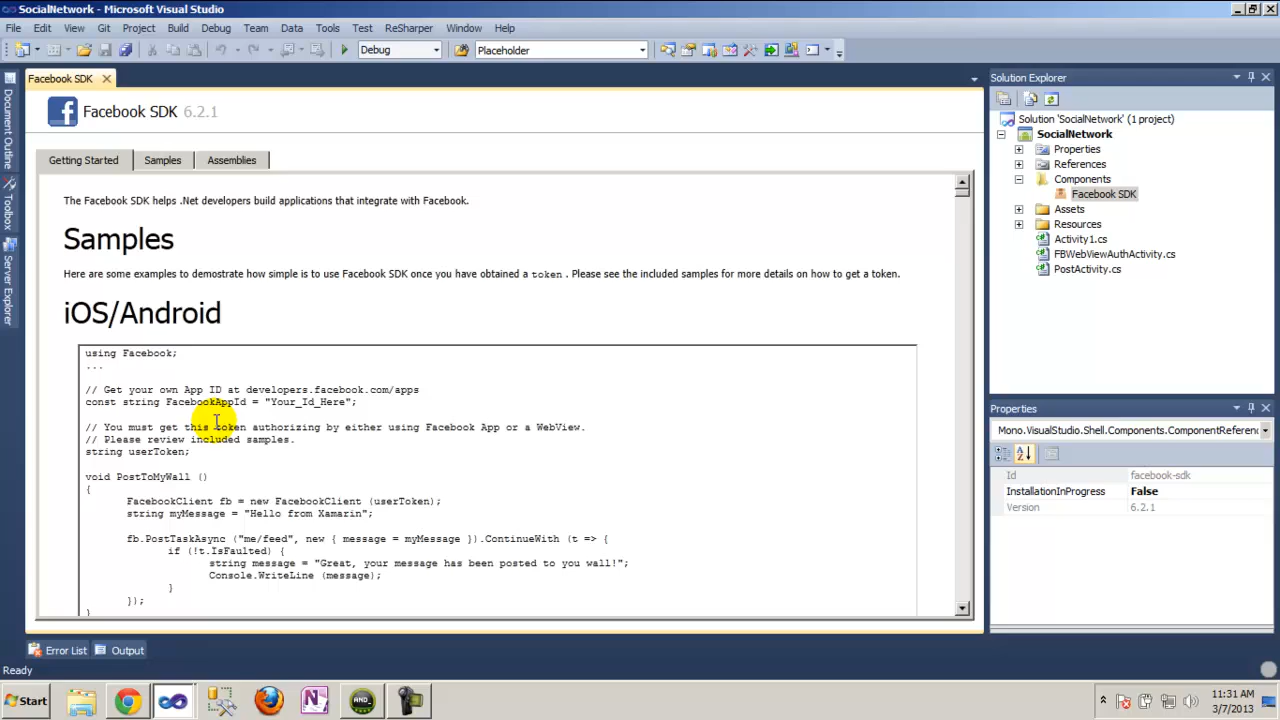 SocialNetwork - Microsoft Visual Studio
File Edit View Git Project Build Debug Team Data Tools Test ReSharper Window Help
Debug Placeholder
Document Outline
Toolbox
Server Explorer
Facebook SDK
Facebook SDK 6.2.1
Getting Started Samples Assemblies
The Facebook SDK helps .Net developers build applications that integrate with Facebook.
Samples
Here are some examples to demostrate how simple is to use Facebook SDK once you have obtained a token . Please see the included samples for more details on how to get a token.
iOS/Android
using Facebook;
...
// Get your own App ID at developers.facebook.com/apps
const string FacebookAppId = "Your_Id_Here";
// You must get this token authorizing by either using Facebook App or a WebView.
// Please review included samples.
string userToken;
void PostToMyWall ()
{
FacebookClient fb = new FacebookClient (userToken);
string myMessage = "Hello from Xamarin";
fb.PostTaskAsync ("me/feed", new { message = myMessage }).ContinueWith (t => {
if (!t.IsFaulted) {
string message = "Great, your message has been posted to you wall!";
Console.WriteLine (message);
}
});
}
Solution Explorer
Solution 'SocialNetwork' (1 project)
SocialNetwork
Properties
References
Components
Facebook SDK
Assets
Resources
Activity1.cs
FBWebViewAuthActivity.cs
PostActivity.cs
Properties
Mono.VisualStudio.Shell.Components.ComponentReferenc
Id facebook-sdk
InstallationInProgress False
Version 6.2.1
Error List Output
Ready
Start
11:31 AM
3/7/2013